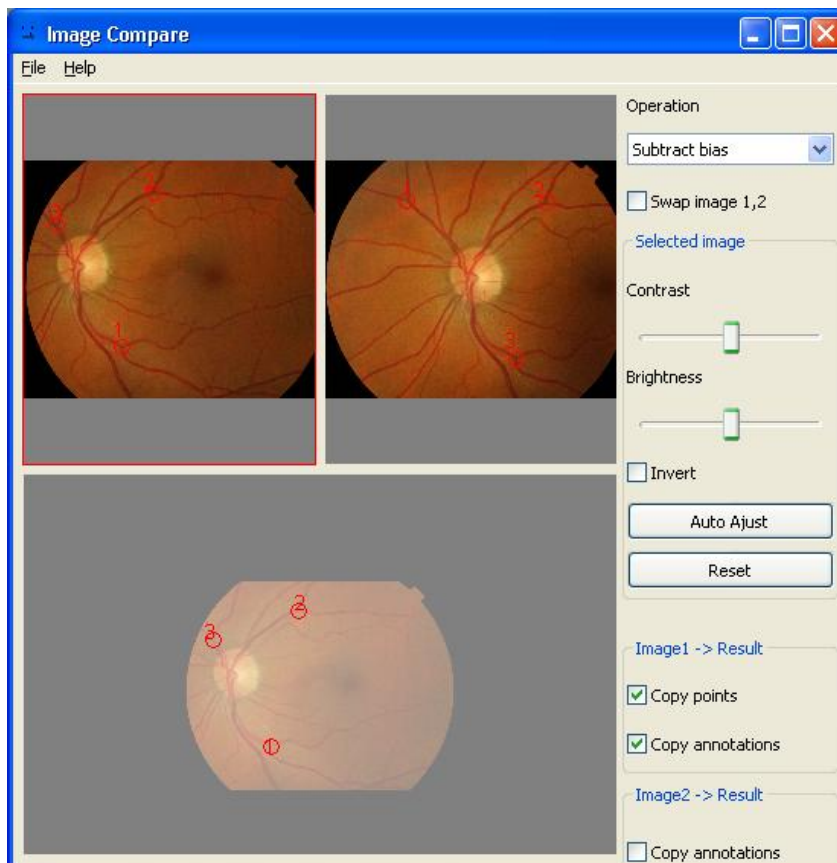 Image Compare
File Help
Operation
Subtract bias
Swap image 1,2
Selected image
Contrast
Brightness
Invert
Auto Ajust
Reset
Image1 -> Result
Copy points
Copy annotations
Image2 -> Result
Copy annotations
2
3
1
2
3
1